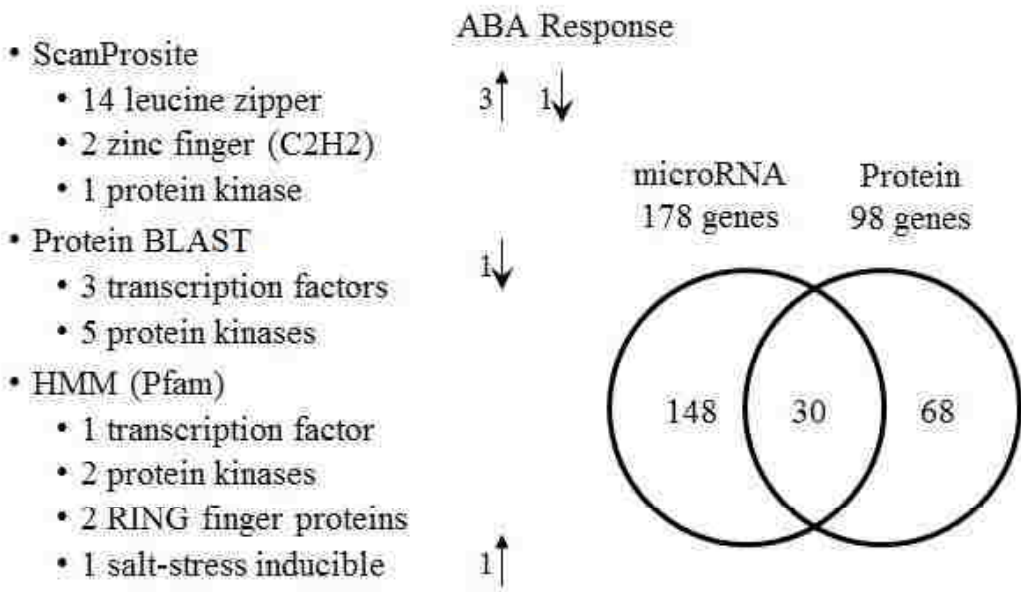 ABA Response
• ScanProsite
• 14 leucine zipper
3↑ 1↓
• 2 zinc finger (C2H2)
• 1 protein kinase
• Protein BLAST
1↓
• 3 transcription factors
• 5 protein kinases
• HMM (Pfam)
• 1 transcription factor
• 2 protein kinases
• 2 RING finger proteins
• 1 salt-stress inducible
1↑
microRNA
178 genes
Protein
98 genes
148
30
68